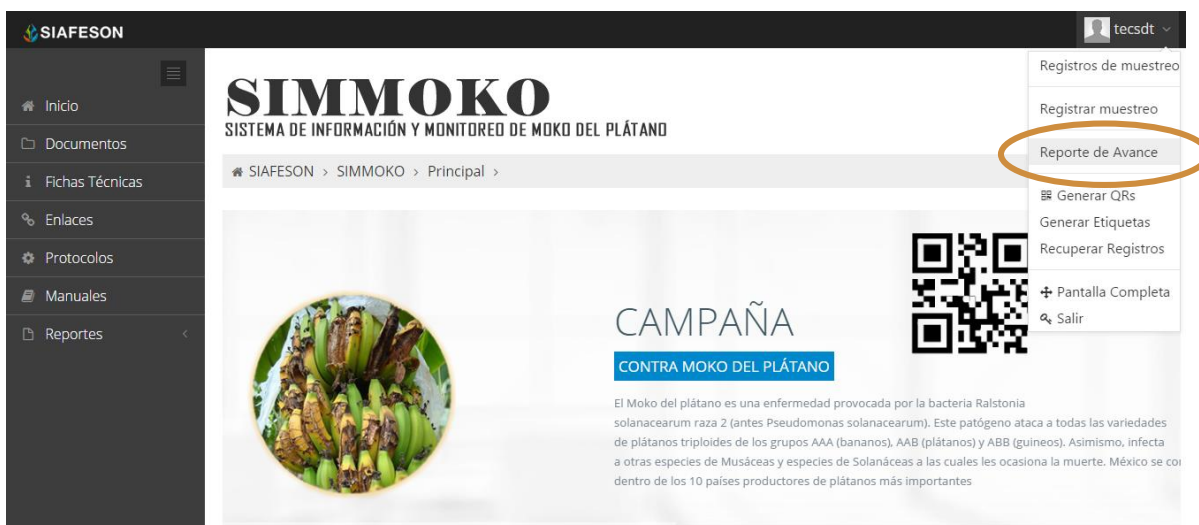 SIAFESON
tecsdt
Registros de muestreo
Registrar muestreo
Reporte de Avance
Generar QRs
Generar Etiquetas
Recuperar Registros
Pantalla Completa
Salir
Inicio
Documentos
Fichas Técnicas
Enlaces
Protocolos
Manuales
Reportes
SIMMOKO
SISTEMA DE INFORMACIÓN Y MONITOREO DE MOKO DEL PLÁTANO
SIAFESON > SIMMOKO > Principal >
CAMPAÑA
CONTRA MOKO DEL PLÁTANO
El Moko del plátano es una enfermedad provocada por la bacteria Ralstonia
solanacearum raza 2 (antes Pseudomonas solanacearum). Este patógeno ataca a todas las variedades
de plátanos triploides de los grupos AAA (bananos), AAB (plátanos) y ABB (guineos). Asimismo, infecta
a otras especies de Musáceas y especies de Solanáceas a las cuales les ocasiona la muerte. México se
dentro de los 10 países productores de plátanos más importantes